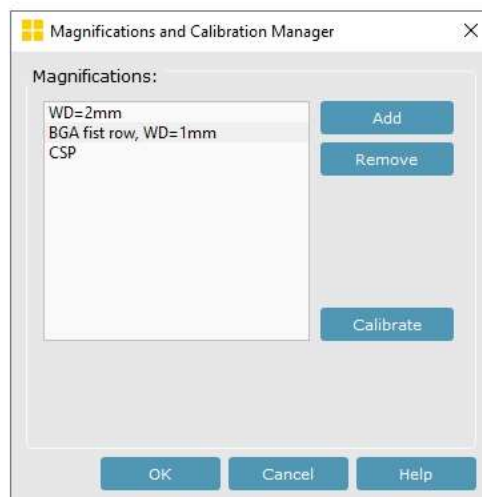 Magnifications and Calibration Manager
Magnifications:
WD=2mm
BGA fist row, WD=1mm
CSP
Add
Remove
Calibrate
OK
Cancel
Help